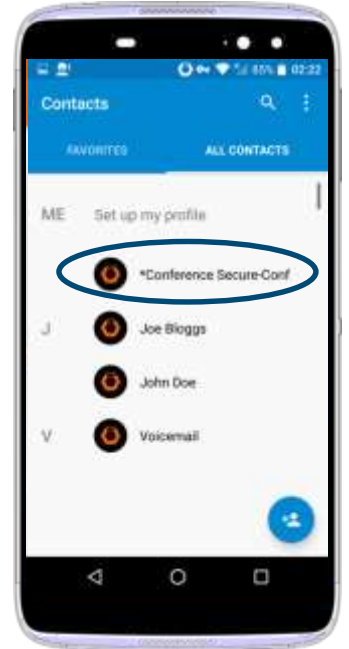 65% 02:22
Contacts
FAVORITES ALL CONTACTS
ME Set up my profile
*Conference Secure-Conf
J Joe Bloggs
John Doe
V Voicemail